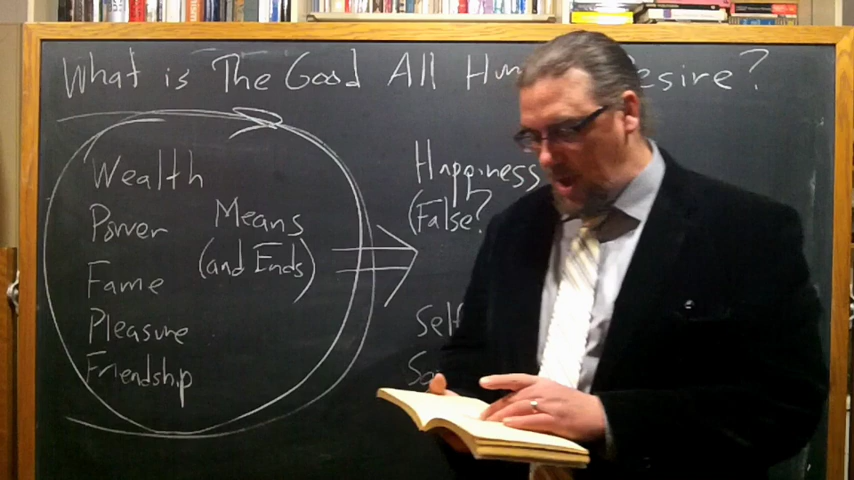 What is The Good All Hu esire?
Wealth
Power
Fame
Pleasure
Friendship
Means
(and Ends)
Happiness
(False?
Self